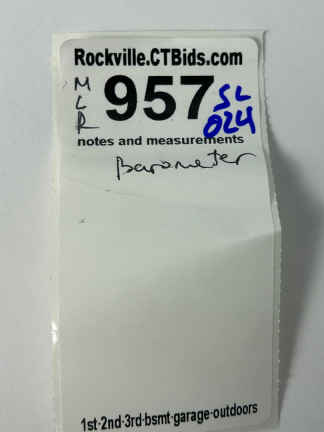 Rockville.CTBids.com
M
L
R
957
SL
024
notes and measurements
Barometer
1st·2nd·3rd·bsmt·garage·outdoors